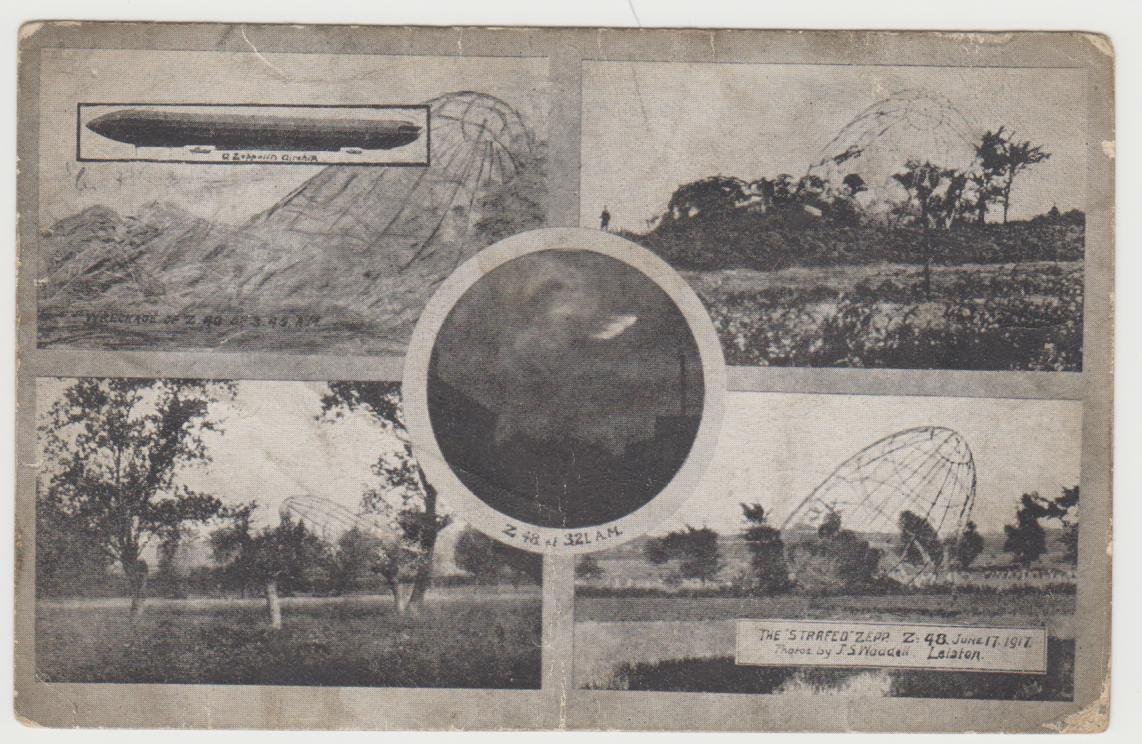 a Zeppelin Airship
WRECKAGE OF Z 48 AT 3.45 A.M
Z 48 at 3.21 A.M.
THE "STRAFED" ZEPP. Z: 48. June 17. 1917.
Photos by J.S. Waddell. Leiston.